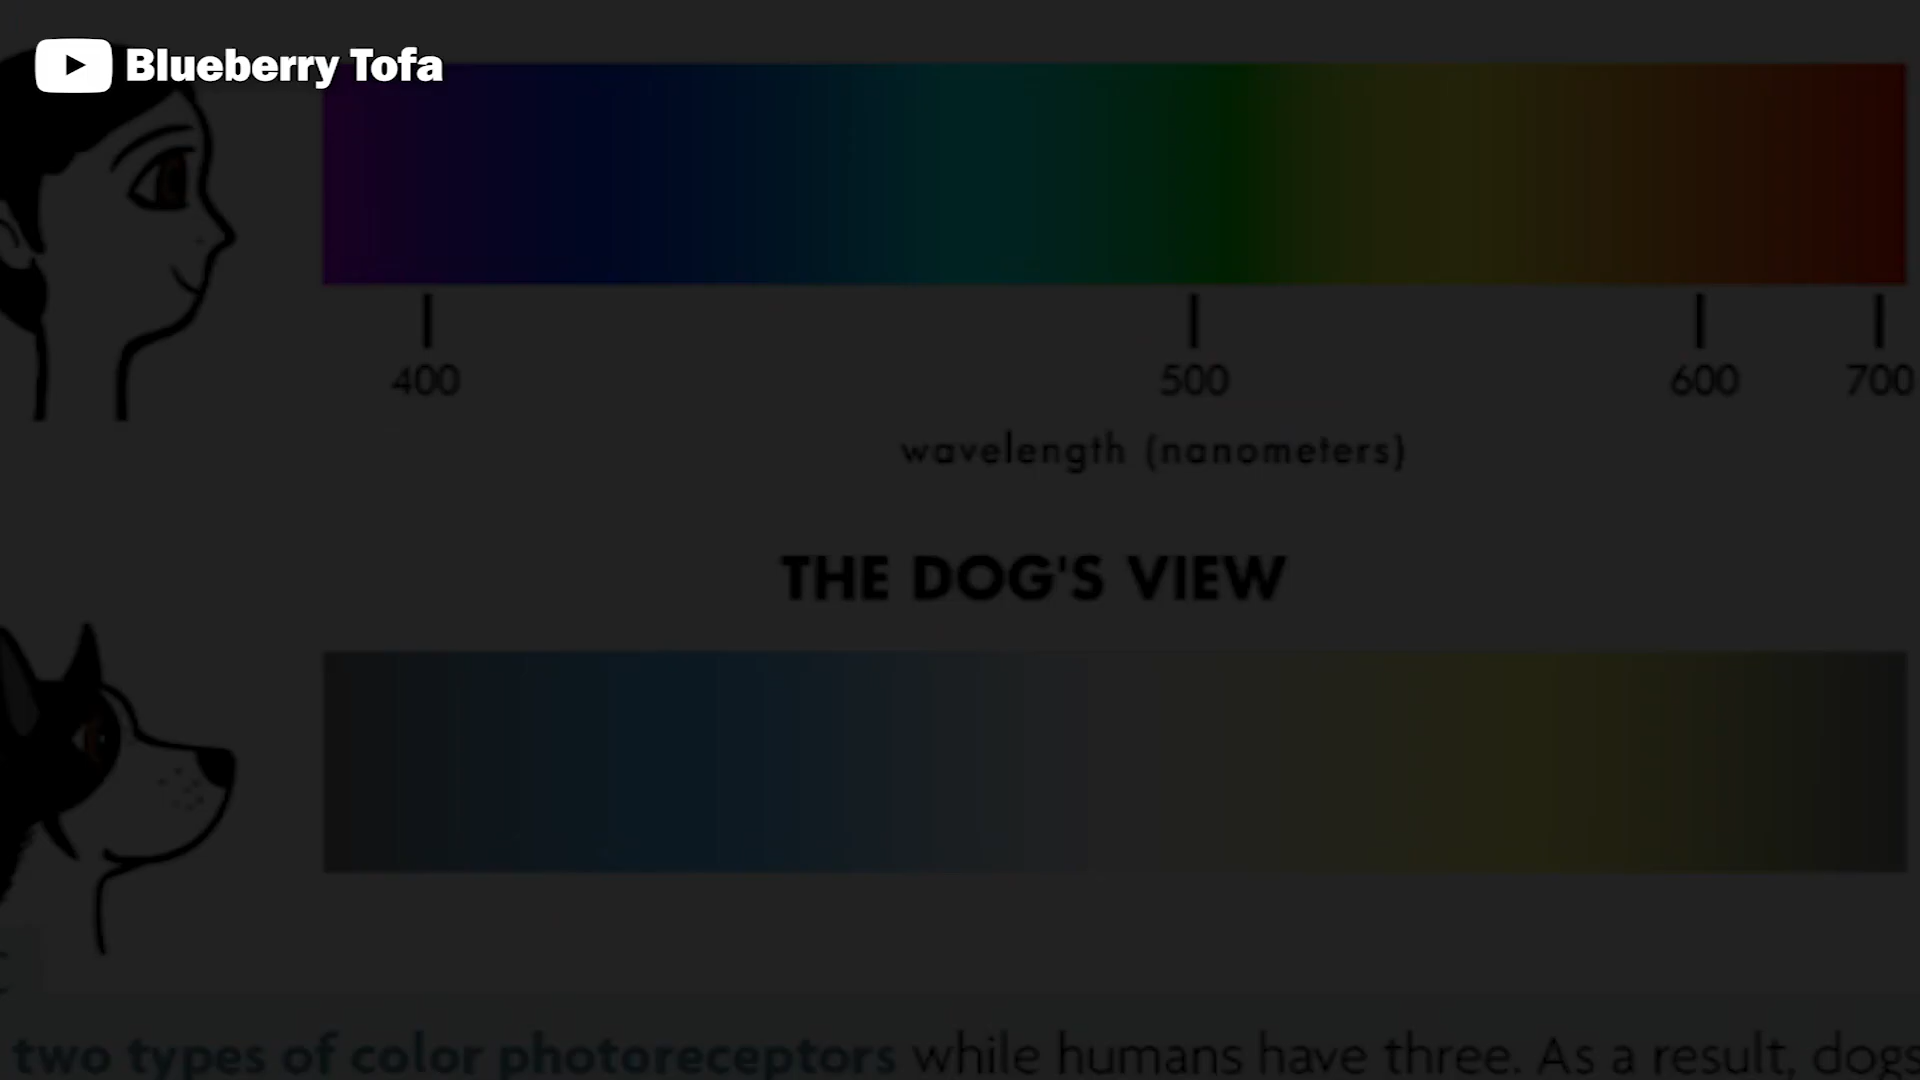 Blueberry Tofa
400 500 600 700
wavelength (nanometers)
THE DOG'S VIEW
two types of color photoreceptors while humans have three. As a result, dogs